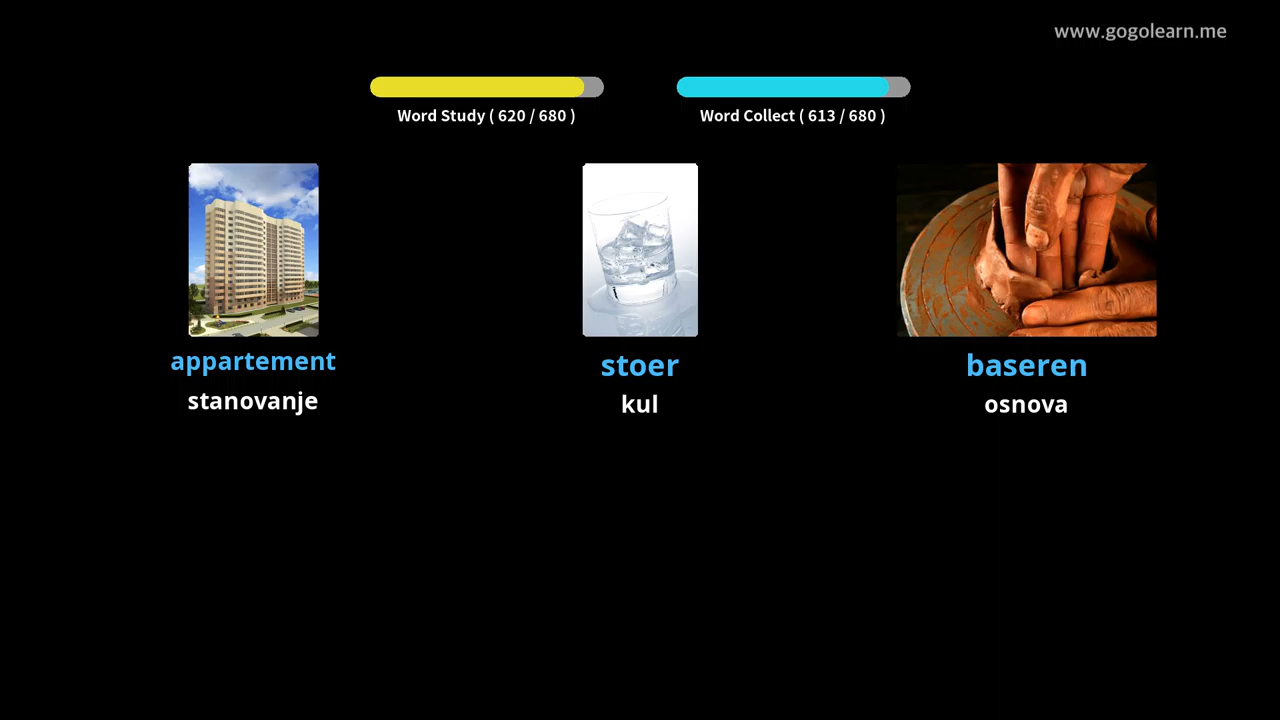 www.gogolearn.me
Word Study ( 620 / 680 )
Word Collect ( 613 / 680 )
appartement
stanovanje
stoer
kul
baseren
osnova